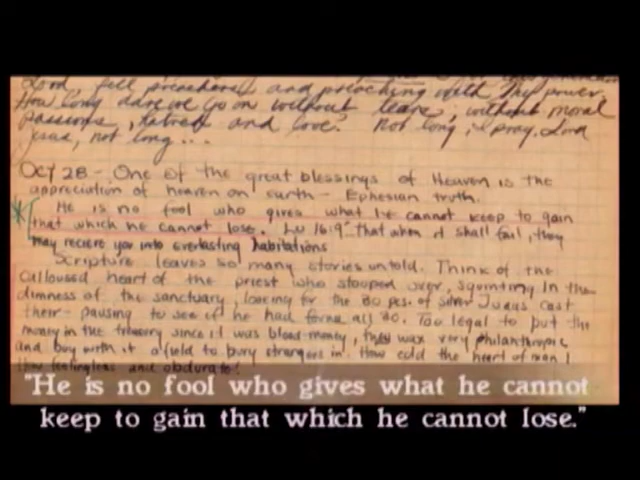 Lord, fill preachers and preaching with Thy power.
How long dare we go on without tears, without moral
passions, hatred and love? Not long, I pray, Lord
Jesus, not long...
OCT 28 - One of the great blessings of Heaven is the
appreciation of heaven on earth - Ephesian truth.
He is no fool who gives what he cannot keep to gain
that which he cannot lose. Lu 16:9 "that when it shall fail, they
may recieve you into everlasting habitations
Scripture leaves so many stories untold. Think of the
calloused heart of the priest who stooped over, squinting in the
dimness of the sanctuary, looking for the 30 pcs. of silver Judas cast
there - pausing to see if he had found all 30. Too legal to put the
money in the treasury since it was blood-money, they wax very philanthropic
and buy with it a field to bury strangers in. How cold the heart of man!
How feelingless and obdurate!
"He is no fool who gives what he cannot
keep to gain that which he cannot lose."